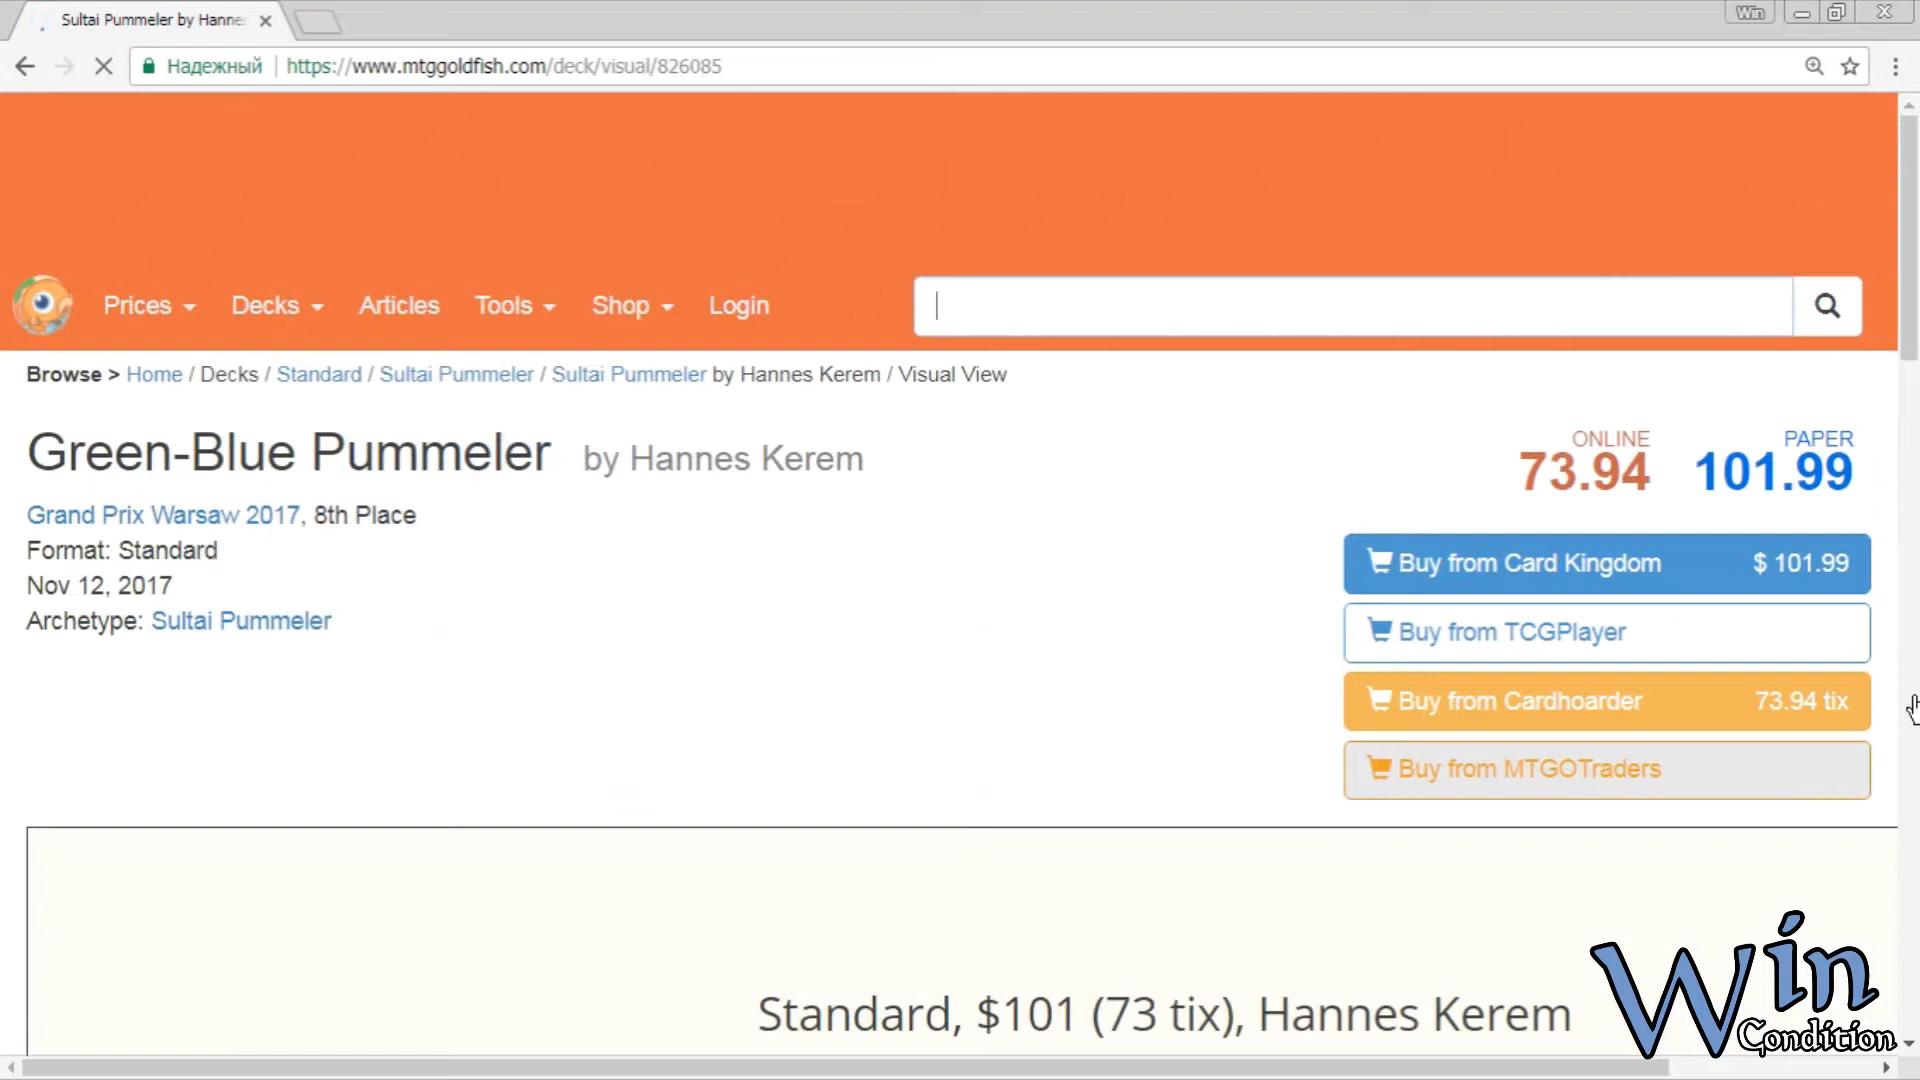 Sultai Pummeler by Hanne
Win
Надежный
https://www.mtggoldfish.com/deck/visual/826085
Prices
Decks
Articles
Tools
Shop
Login
Browse > Home / Decks / Standard / Sultai Pummeler / Sultai Pummeler by Hannes Kerem / Visual View
Green-Blue Pummeler by Hannes Kerem
ONLINE
73.94
PAPER
101.99
Grand Prix Warsaw 2017, 8th Place
Format: Standard
Nov 12, 2017
Archetype: Sultai Pummeler
Buy from Card Kingdom $ 101.99
Buy from TCGPlayer
Buy from Cardhoarder 73.94 tix
Buy from MTGOTraders
Standard, $101 (73 tix), Hannes Kerem
Win
Condition